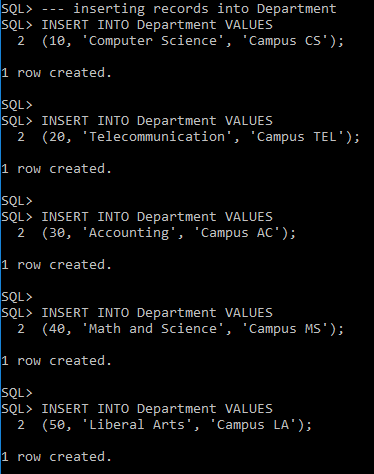 SQL> --- inserting records into Department
SQL> INSERT INTO Department VALUES
  2  (10, 'Computer Science', 'Campus CS');
1 row created.
SQL>
SQL> INSERT INTO Department VALUES
  2  (20, 'Telecommunication', 'Campus TEL');
1 row created.
SQL>
SQL> INSERT INTO Department VALUES
  2  (30, 'Accounting', 'Campus AC');
1 row created.
SQL>
SQL> INSERT INTO Department VALUES
  2  (40, 'Math and Science', 'Campus MS');
1 row created.
SQL>
SQL> INSERT INTO Department VALUES
  2  (50, 'Liberal Arts', 'Campus LA');
1 row created.